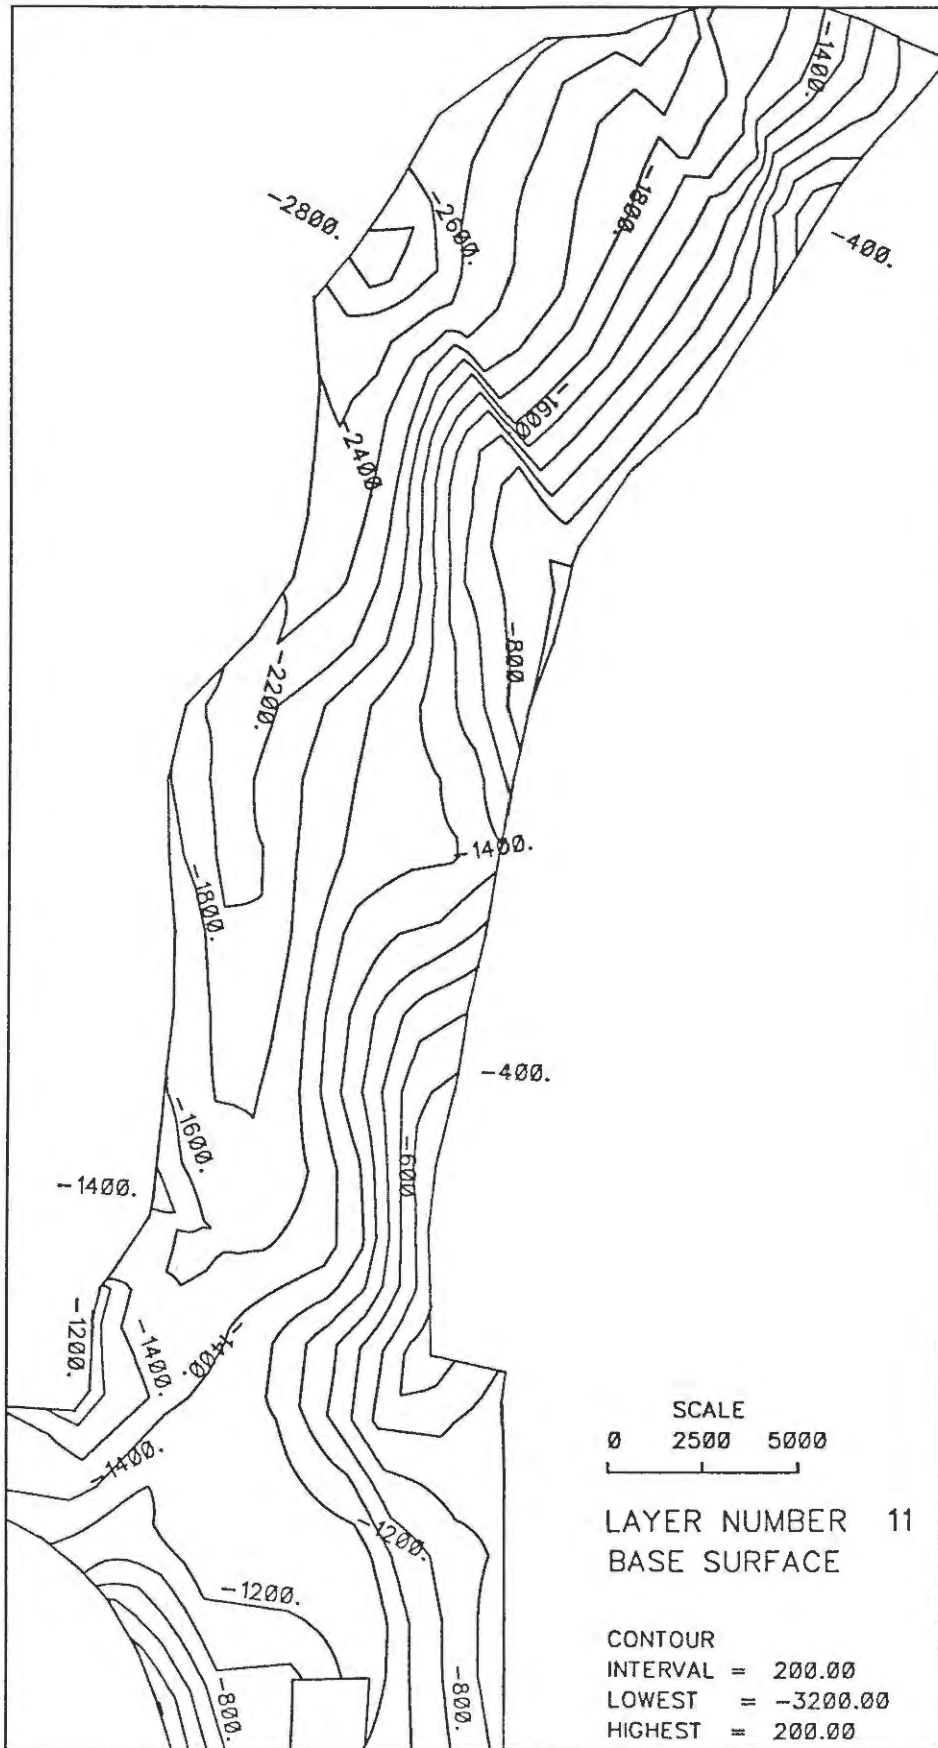 -1400.
-2800.
-2600.
-1800.
-400.
-1600
-2400
-800
-2200.
-1400.
-1800.
-400.
-1600.
-600
-1400.
-1200.
-1400.
-1400.
-1400.
-1200.
-1200.
-800.
-800.
SCALE
0 2500 5000
LAYER NUMBER 11
BASE SURFACE
CONTOUR
INTERVAL = 200.00
LOWEST = -3200.00
HIGHEST = 200.00